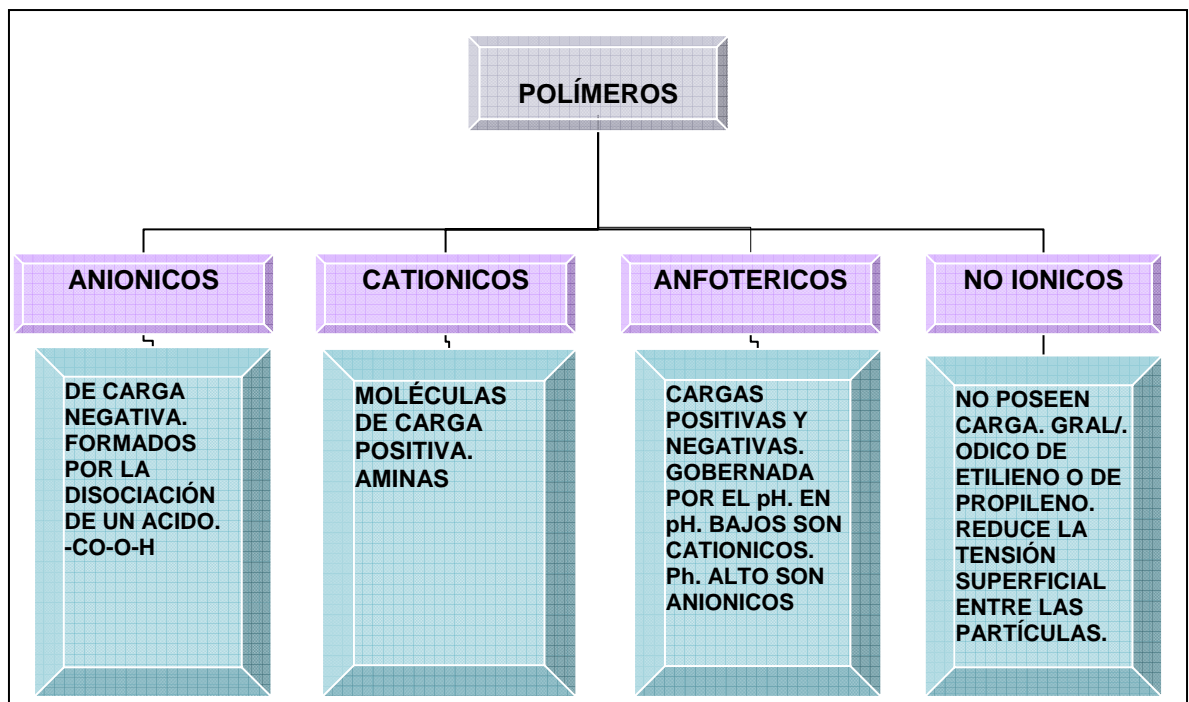 POLÍMEROS
ANIONICOS
CATIONICOS
ANFOTERICOS
NO IONICOS
DE CARGA
NEGATIVA.
FORMADOS
POR LA
DISOCIACIÓN
DE UN ACIDO.
-CO-O-H
MOLÉCULAS
DE CARGA
POSITIVA.
AMINAS
CARGAS
POSITIVAS Y
NEGATIVAS.
GOBERNADA
POR EL pH. EN
pH. BAJOS SON
CATIONICOS.
Ph. ALTO SON
ANIONICOS
NO POSEEN
CARGA. GRAL/.
ODICO DE
ETILIENO O DE
PROPILENO.
REDUCE LA
TENSIÓN
SUPERFICIAL
ENTRE LAS
PARTÍCULAS.